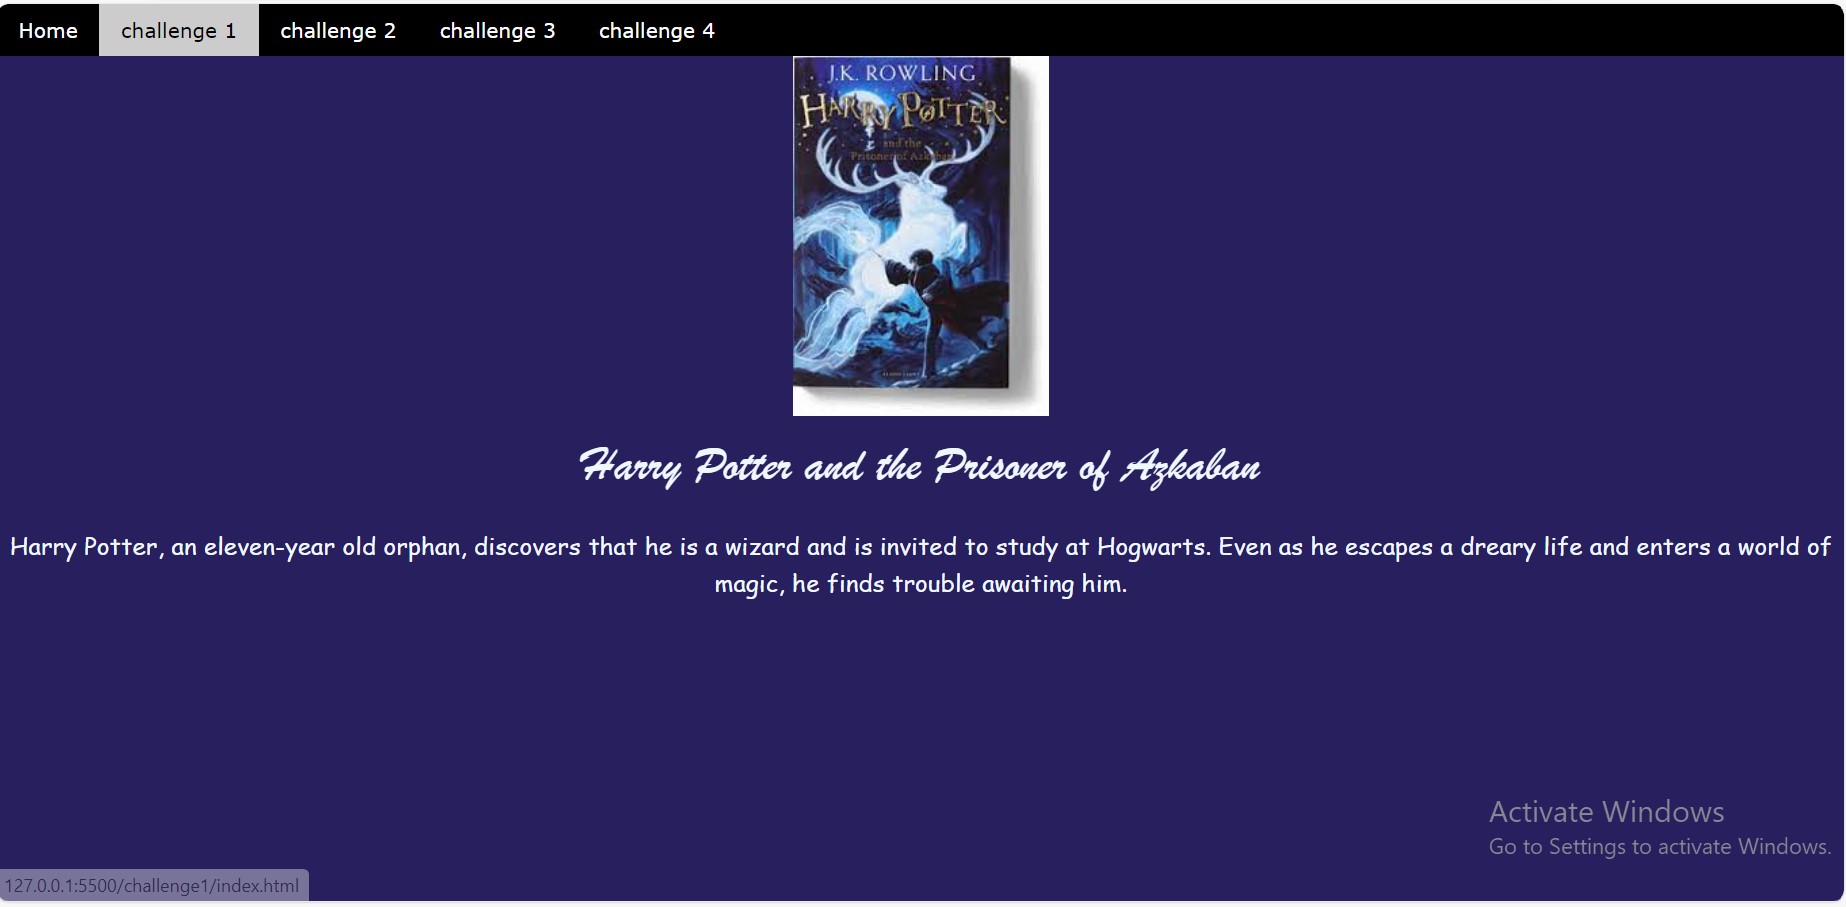 Home challenge 1 challenge 2 challenge 3 challenge 4
J.K. ROWLING
HARRY POTTER
and the
Prisoner of Azkaban
Harry Potter and the Prisoner of Azkaban
Harry Potter, an eleven-year old orphan, discovers that he is a wizard and is invited to study at Hogwarts. Even as he escapes a dreary life and enters a world of
magic, he finds trouble awaiting him.
Activate Windows
Go to Settings to activate Windows.
127.0.0.1:5500/challenge1/index.html